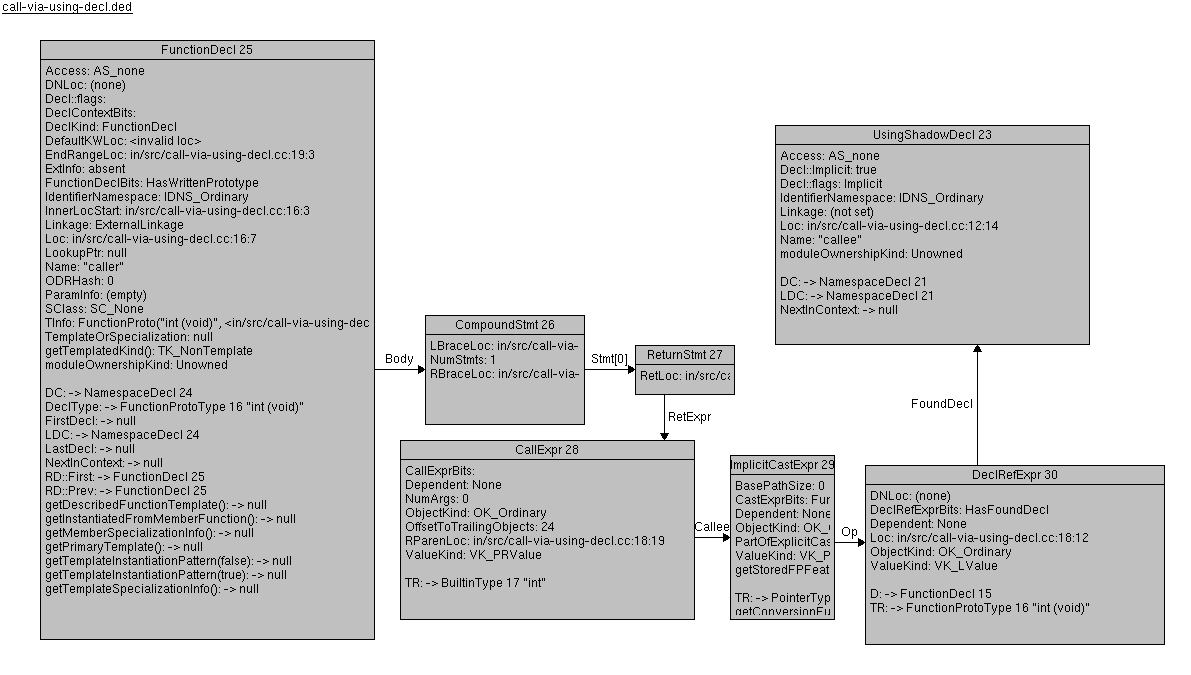 call-via-using-decl.ded
FunctionDecl 25
Access: AS_none
DNLoc: (none)
Decl::flags:
DeclContextBits:
DeclKind: FunctionDecl
DefaultKWLoc: <invalid loc>
EndRangeLoc: in/src/call-via-using-decl.cc:19:3
ExtInfo: absent
FunctionDeclBits: HasWrittenPrototype
IdentifierNamespace: IDNS_Ordinary
InnerLocStart: in/src/call-via-using-decl.cc:16:3
Linkage: ExternalLinkage
Loc: in/src/call-via-using-decl.cc:16:7
LookupPtr: null
Name: "caller"
ODRHash: 0
ParamInfo: (empty)
SClass: SC_None
TInfo: FunctionProto("int (void)", <in/src/call-via-using-dec
TemplateOrSpecialization: null
getTemplatedKind(): TK_NonTemplate
moduleOwnershipKind: Unowned
DC: -> NamespaceDecl 24
DeclType: -> FunctionProtoType 16 "int (void)"
FirstDecl: -> null
LDC: -> NamespaceDecl 24
LastDecl: -> null
NextInContext: -> null
RD::First: -> FunctionDecl 25
RD::Prev: -> FunctionDecl 25
getDescribedFunctionTemplate(): -> null
getInstantiatedFromMemberFunction(): -> null
getMemberSpecializationInfo(): -> null
getPrimaryTemplate(): -> null
getTemplateInstantiationPattern(false): -> null
getTemplateInstantiationPattern(true): -> null
getTemplateSpecializationInfo(): -> null
Body
CompoundStmt 26
LBraceLoc: in/src/call-via-
NumStmts: 1
RBraceLoc: in/src/call-via-
Stmt[0]
ReturnStmt 27
RetLoc: in/src/ca
RetExpr
CallExpr 28
CallExprBits:
Dependent: None
NumArgs: 0
ObjectKind: OK_Ordinary
OffsetToTrailingObjects: 24
RParenLoc: in/src/call-via-using-decl.cc:18:19
ValueKind: VK_PRValue
TR: -> BuiltinType 17 "int"
Callee
ImplicitCastExpr 29
BasePathSize: 0
CastExprBits: Fur
Dependent: None
ObjectKind: OK_
PartOfExplicitCas
ValueKind: VK_P
getStoredFPFeat
TR: -> PointerTyp
getConversionFu
Op
DeclRefExpr 30
DNLoc: (none)
DeclRefExprBits: HasFoundDecl
Dependent: None
Loc: in/src/call-via-using-decl.cc:18:12
ObjectKind: OK_Ordinary
ValueKind: VK_LValue
D: -> FunctionDecl 15
TR: -> FunctionProtoType 16 "int (void)"
FoundDecl
UsingShadowDecl 23
Access: AS_none
Decl::Implicit: true
Decl::flags: Implicit
IdentifierNamespace: IDNS_Ordinary
Linkage: (not set)
Loc: in/src/call-via-using-decl.cc:12:14
Name: "callee"
moduleOwnershipKind: Unowned
DC: -> NamespaceDecl 21
LDC: -> NamespaceDecl 21
NextInContext: -> null